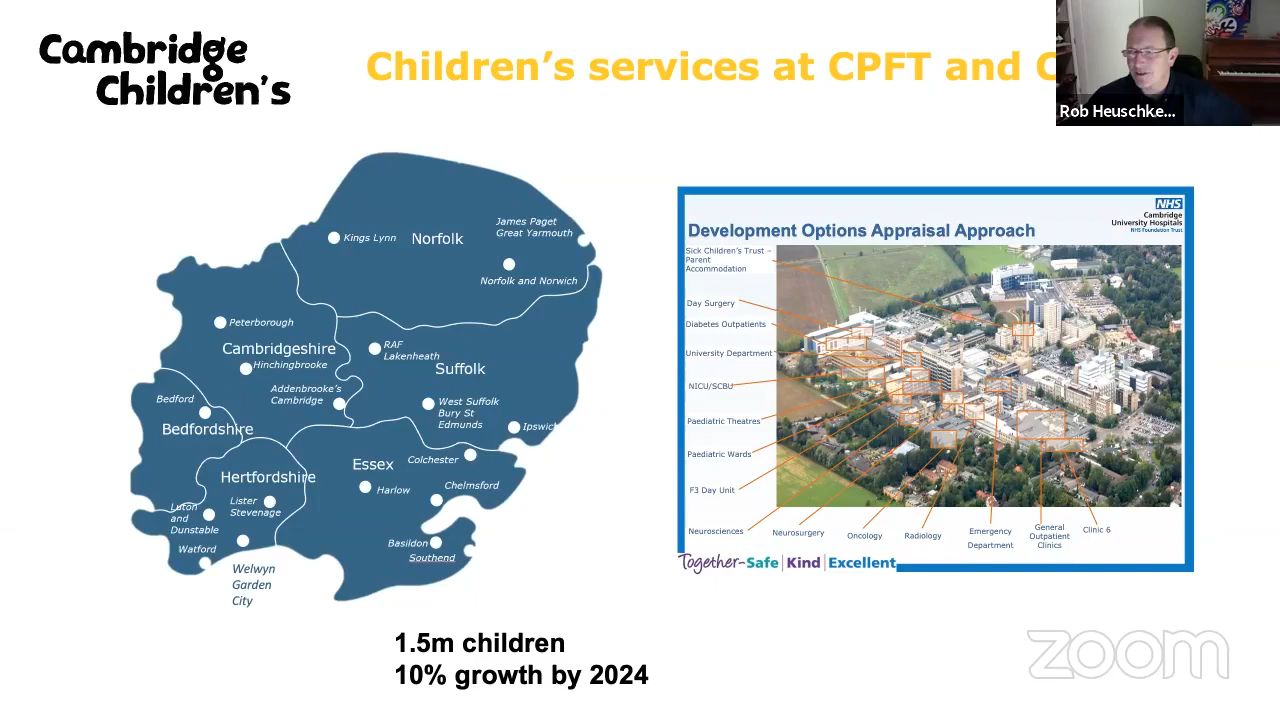 Cambridge
Children's
Children's services at CPFT and C
Rob Heuschke...
James Paget
Great Yarmouth
Kings Lynn
Norfolk
Norfolk and Norwich
Peterborough
Cambridgeshire
Hinchingbrooke
RAF
Lakenheath
Suffolk
Addenbrooke's
Cambridge
Bedford
Bedfordshire
West Suffolk
Bury St
Edmunds
Ipswich
Colchester
Essex
Hertfordshire
Harlow
Chelmsford
Lister
Stevenage
Luton
and
Dunstable
Watford
Basildon
Southend
Welwyn
Garden
City
1.5m children
10% growth by 2024
NHS
Cambridge
University Hospitals
NHS Foundation Trust
Development Options Appraisal Approach
Sick Children's Trust –
Parent
Accommodation
Day Surgery
Diabetes Outpatients
University Department
NICU/SCBU
Paediatric Theatres
Paediatric Wards
F3 Day Unit
Neurosciences
Neurosurgery
Oncology
Radiology
Emergency
Department
General
Outpatient
Clinics
Clinic 6
Together-Safe|Kind|Excellent
zoom